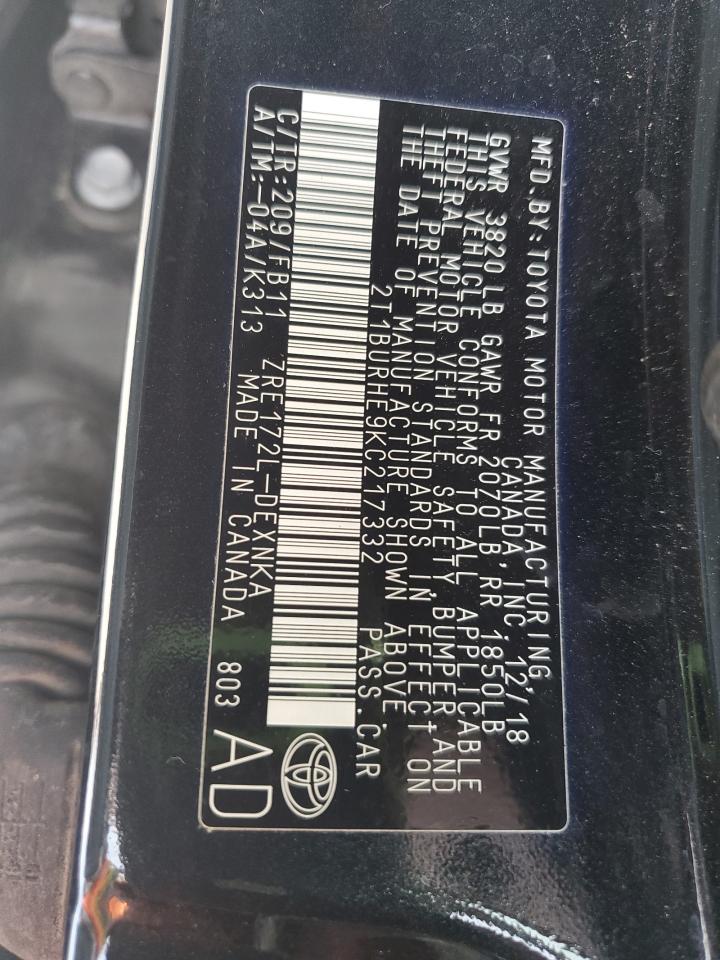 MFD.BY:TOYOTA MOTOR MANUFACTURING,
CANADA,INC. 12/18
GVWR 3820LB GAWR FR 2070LB RR 1850LB
THIS VEHICLE CONFORMS TO ALL APPLICABLE
FEDERAL MOTOR VEHICLE SAFETY,BUMPER,AND
THEFT PREVENTION STANDARDS IN EFFECT ON
THE DATE OF MANUFACTURE SHOWN ABOVE.
2T1BURHE9KC217332 PASS.CAR
C/TR:209/FB11 ZRE172L-DEXNKA
A/TM:-04A/K313 MADE IN CANADA 803
AD